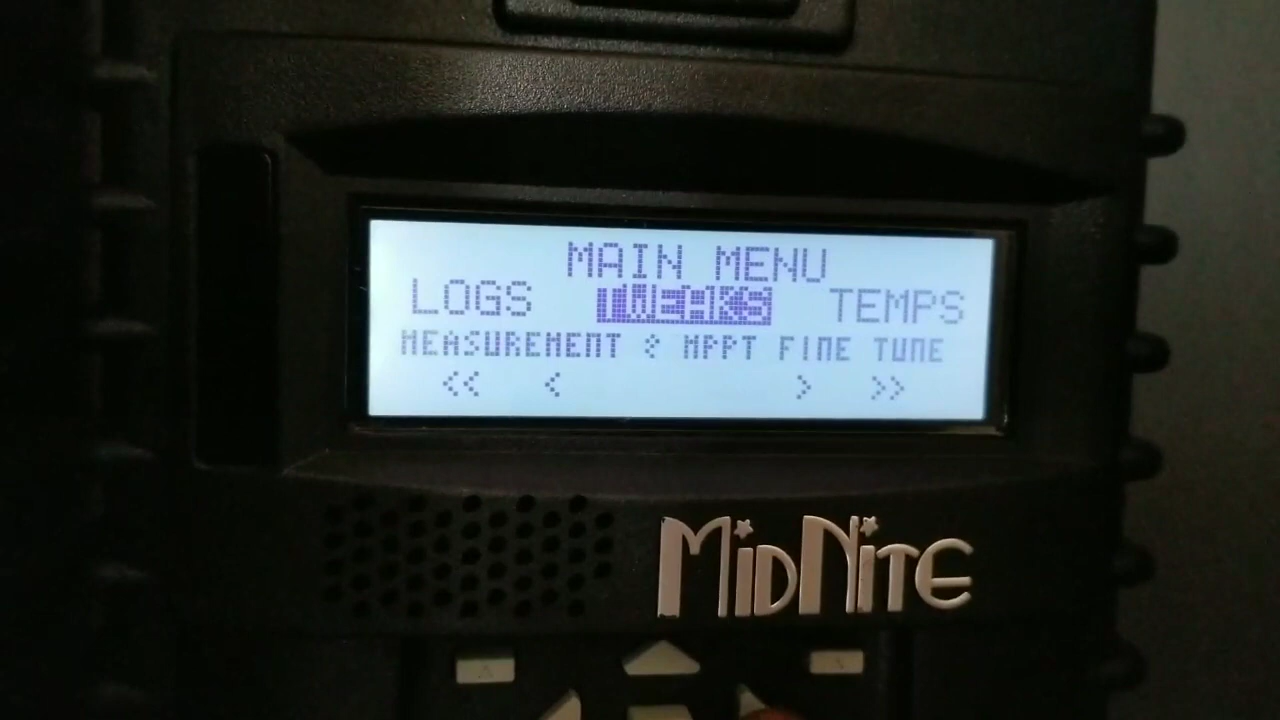 MAIN MENU
LOGS TWEAKS TEMPS
MEASUREMENT & MPPT FINE TUNE
<< < > >>
MIDNITE